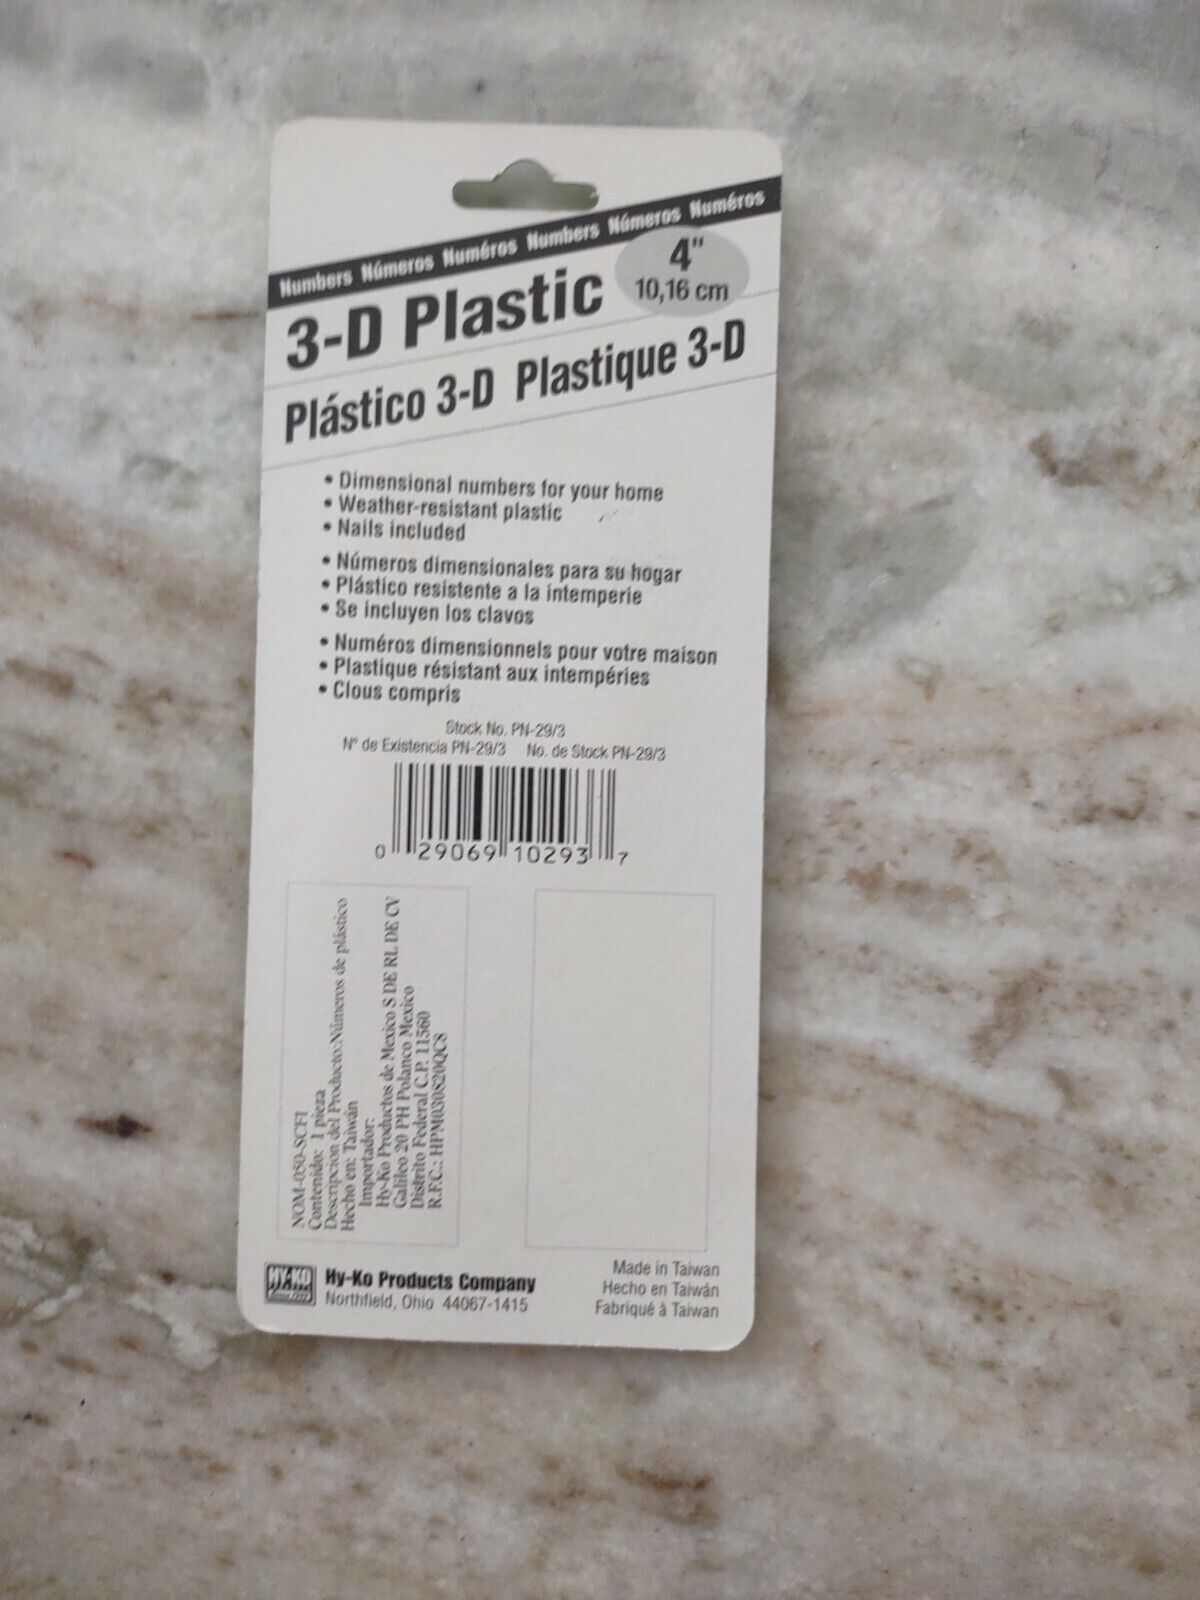 Numbers Números Numéros Numbers Números Numéros
4"
10,16 cm
3-D Plastic
Plástico 3-D Plastique 3-D
• Dimensional numbers for your home
• Weather-resistant plastic
• Nails included
• Números dimensionales para su hogar
• Plástico resistente a la intemperie
• Se incluyen los clavos
• Numéros dimensionnels pour votre maison
• Plastique résistant aux intempéries
• Clous compris
Stock No. PN-29/3
Nº de Existencia PN-29/3 No. de Stock PN-29/3
0 29069 10293 7
NOM-050-SCFI
Contenido: 1 pieza
Descripcion del Producto:Números de plástico
Hecho en: Taiwán
Importador:
Hy-Ko Productos de Mexico S DE RL DE CV
Galileo 20 PH Polanco Mexico
Distrito Federal C.P. 11560
R.F.C.: HPM030820QC8
HY-KO
Hy-Ko Products Company
Northfield, Ohio 44067-1415
Made in Taiwan
Hecho en Taiwán
Fabriqué à Taiwan